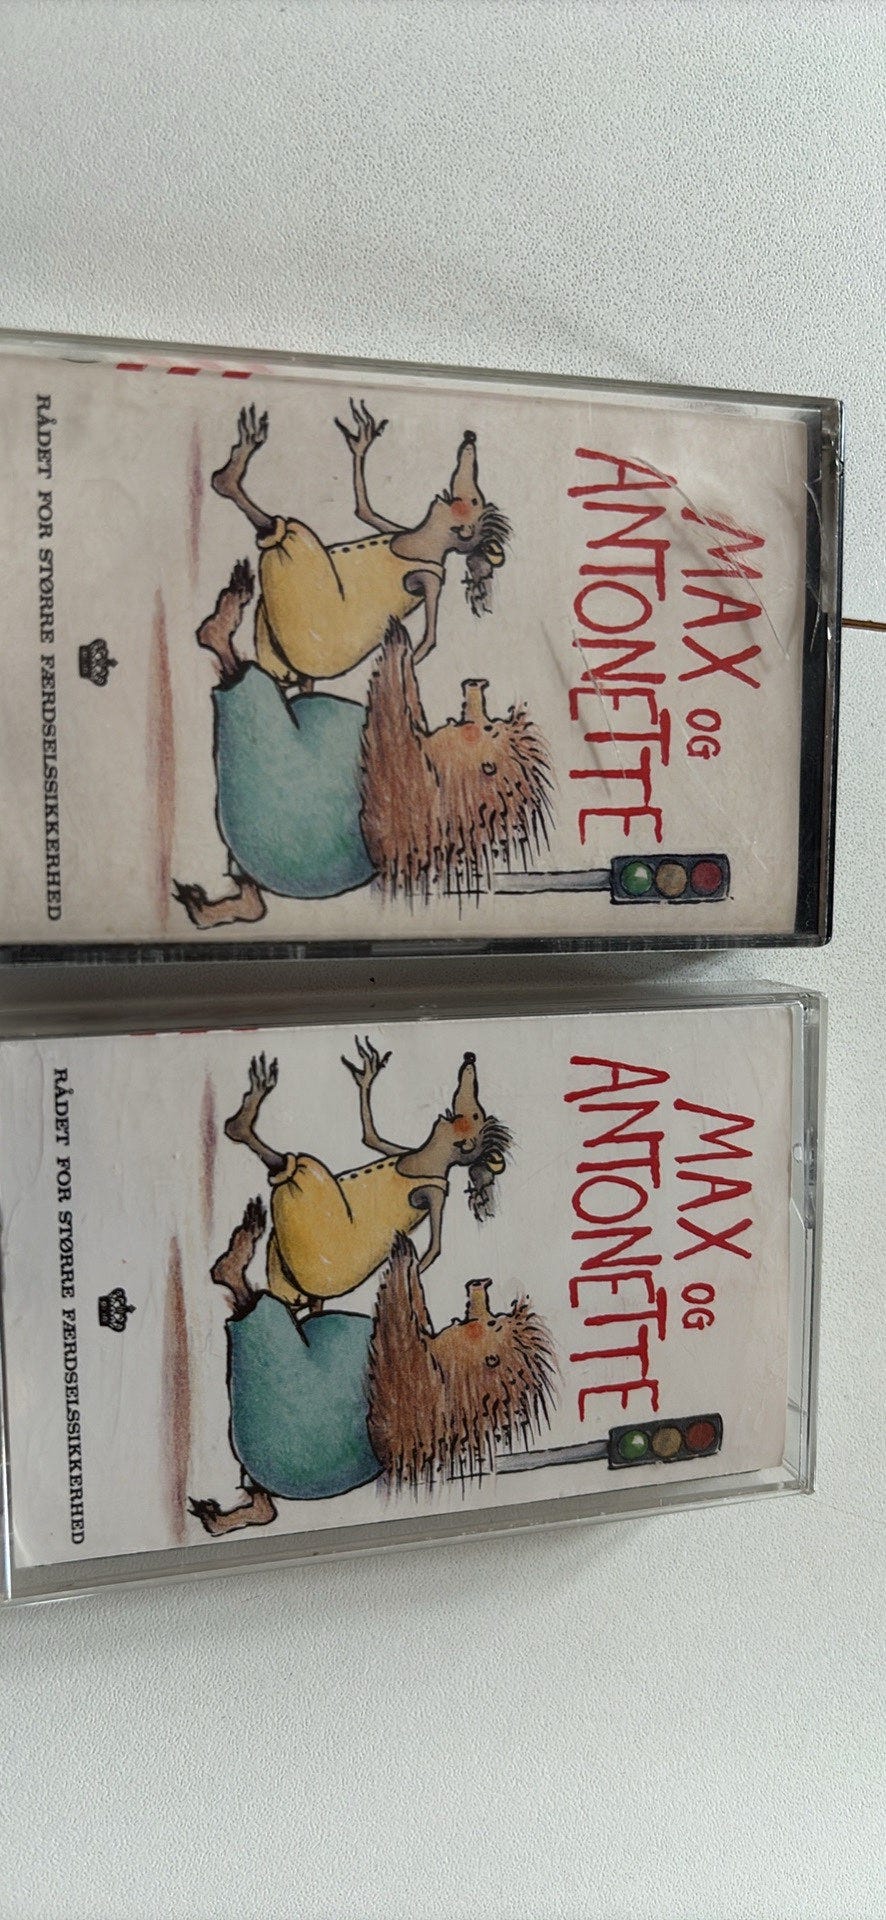 MAX OG
ANTONETTE
RÅDET FOR STØRRE FÆRDSELSSIKKERHED
MAX OG
ANTONETTE
RÅDET FOR STØRRE FÆRDSELSSIKKERHED